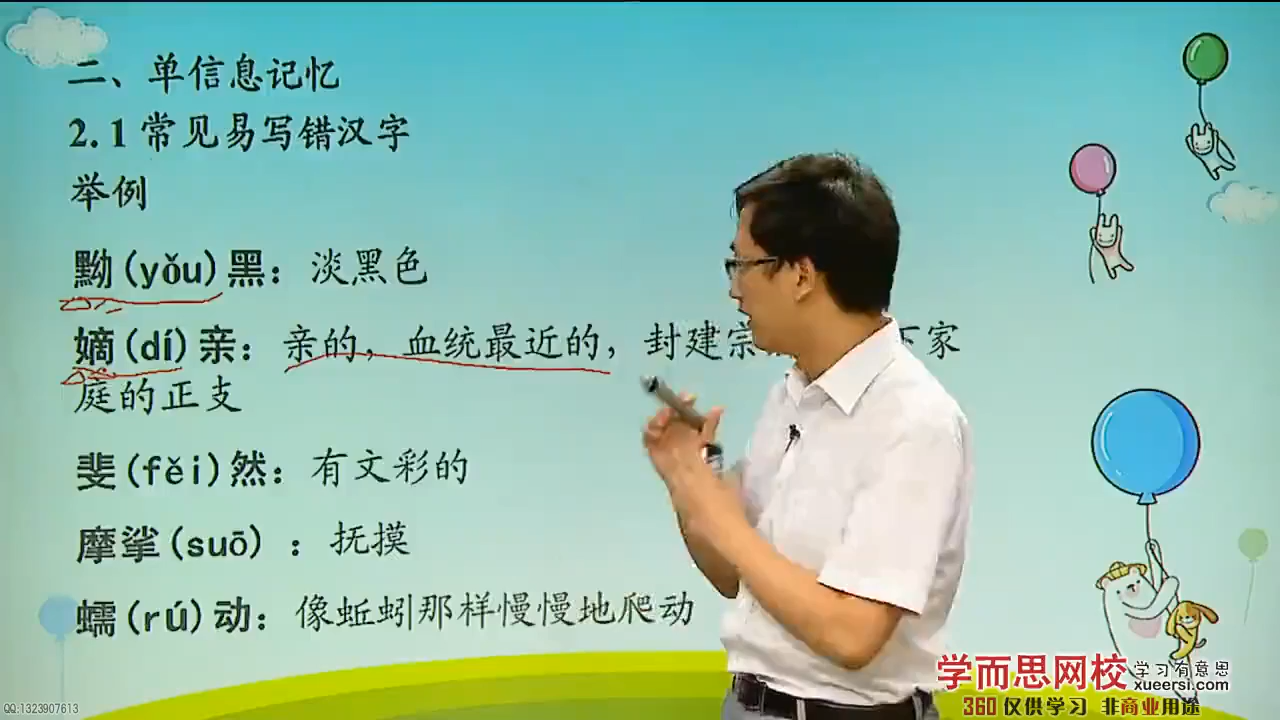 二、单信息记忆
2.1 常见易写错汉字
举例
黝(yǒu)黑：淡黑色
嫡(dí)亲：亲的，血统最近的，封建宗 下家
庭的正支
斐(fěi)然：有文彩的
摩挲(suō)：抚摸
蠕(rú)动：像蚯蚓那样慢慢地爬动
学而思网校 学习有意思
xueersi.com
360 仅供学习 非商业用途
QQ:1323907613